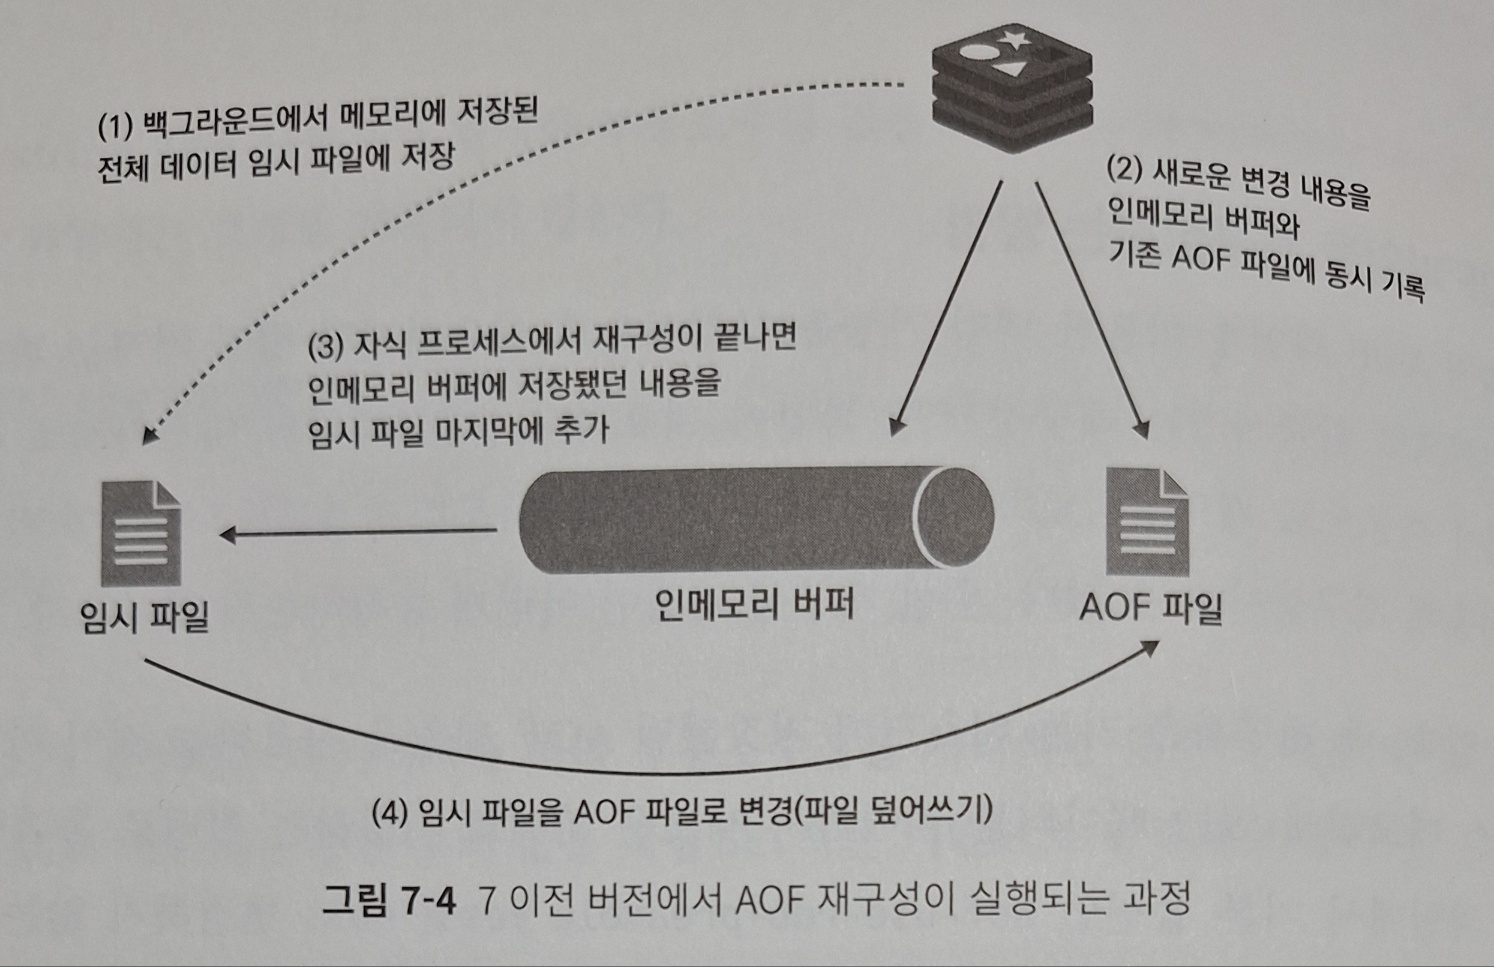 (1) 백그라운드에서 메모리에 저장된
전체 데이터 임시 파일에 저장
(2) 새로운 변경 내용을
인메모리 버퍼와
기존 AOF 파일에 동시 기록
(3) 자식 프로세스에서 재구성이 끝나면
인메모리 버퍼에 저장됐던 내용을
임시 파일 마지막에 추가
임시 파일
인메모리 버퍼
AOF 파일
(4) 임시 파일을 AOF 파일로 변경(파일 덮어쓰기)
그림 7-4 7 이전 버전에서 AOF 재구성이 실행되는 과정